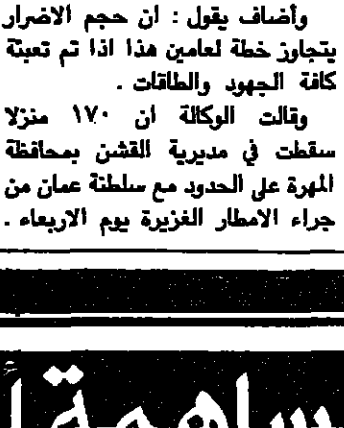 وأضاف يقول : ان حجم الاضرار
يتجاوز خطة لعامين هذا اذا تم تعبئة
كافة الجهود والطاقات .
وقالت الوكالة ان ١٧٠ منزلا
سقطت في مديرية القشن بمحافظة
المهرة على الحدود مع سلطنة عمان من
جراء الامطار الغزيرة يوم الاربعاء .